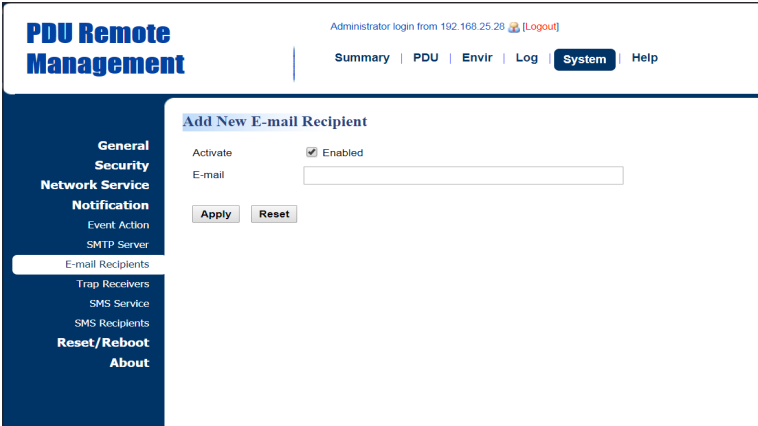 PDU Remote
Management
Administrator login from 192.168.25.28 [Logout]
Summary | PDU | Envir | Log | System | Help
General
Security
Network Service
Notification
Event Action
SMTP Server
E-mail Recipients
Trap Receivers
SMS Service
SMS Recipients
Reset/Reboot
About
Add New E-mail Recipient
Activate Enabled
E-mail
Apply Reset